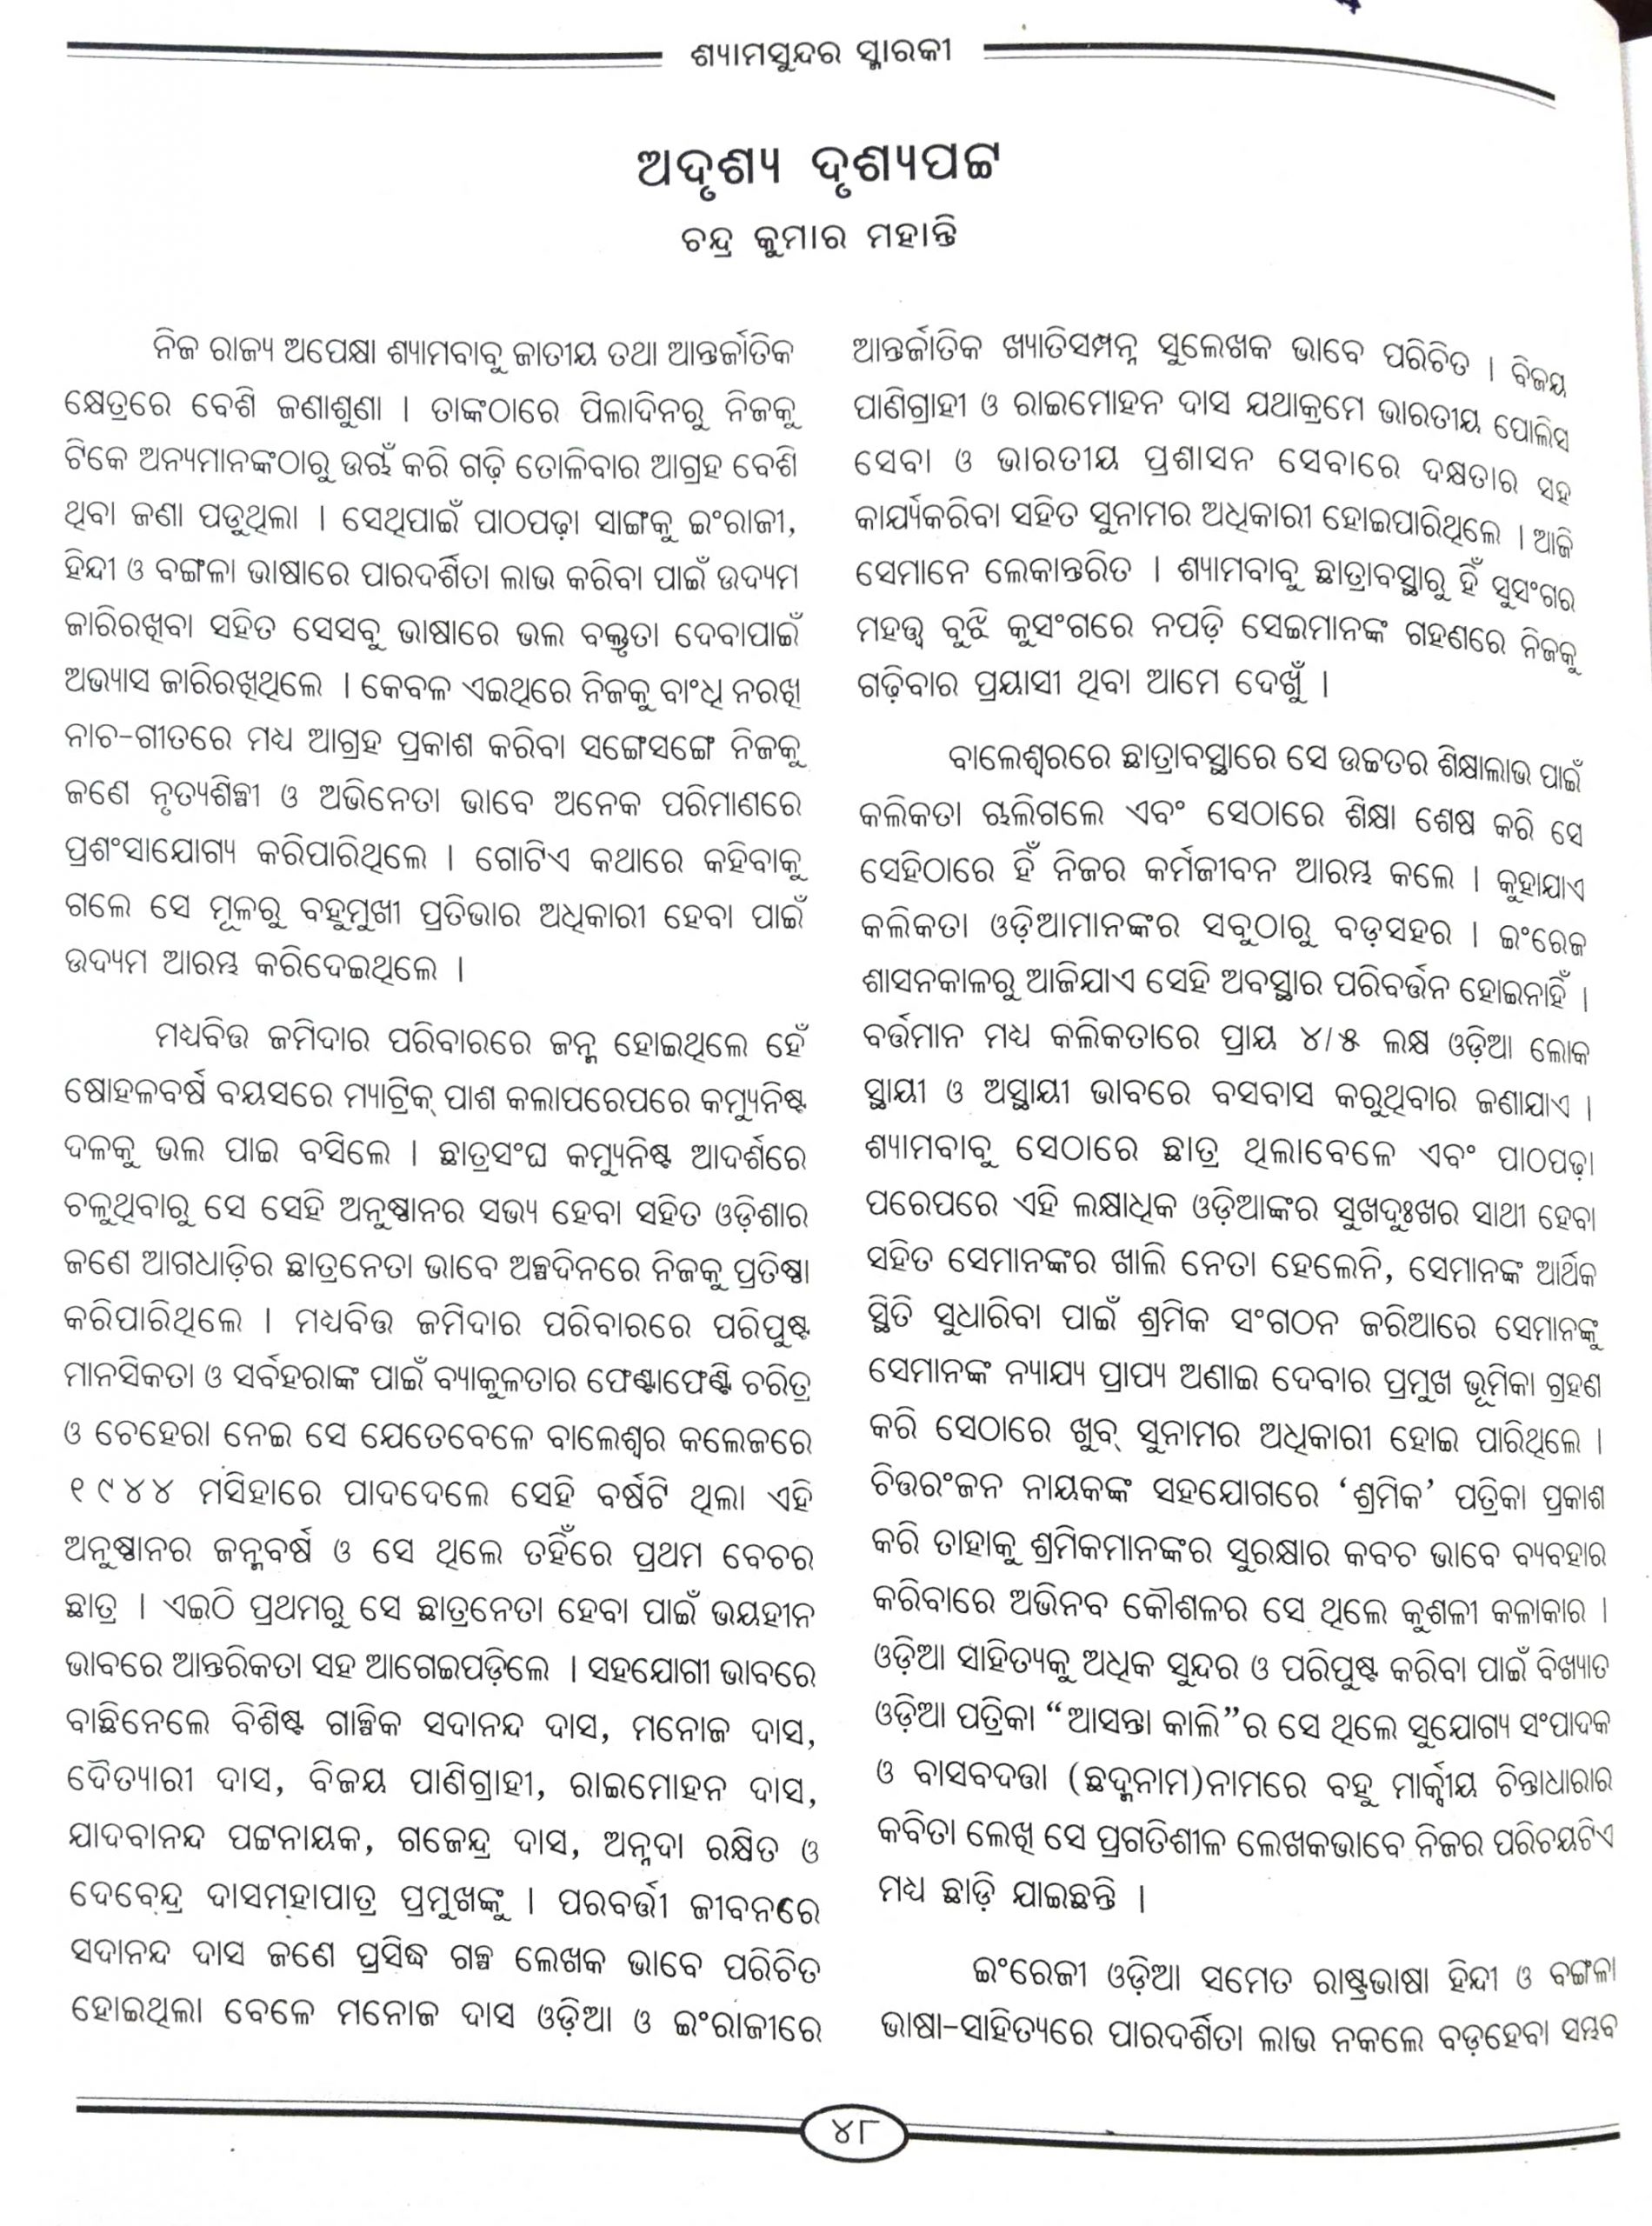 ଶ୍ୟାମସୁନ୍ଦର ସ୍ମାରକୀ
ଅଦୃଶ୍ୟ ଦୃଶ୍ୟପଟ୍ଟ
ଚନ୍ଦ୍ର କୁମାର ମହାନ୍ତି
ନିଜ ରାଜ୍ୟ ଅପେକ୍ଷା ଶ୍ୟାମବାବୁ ଜାତୀୟ ତଥା ଆନ୍ତର୍ଜାତିକ
କ୍ଷେତ୍ରରେ ବେଶି ଜଣାଶୁଣା । ତାଙ୍କଠାରେ ପିଲାଦିନରୁ ନିଜକୁ
ଟିକେ ଅନ୍ୟମାନଙ୍କଠାରୁ ଉଚ୍ଚଁ କରି ଗଢ଼ି ତୋଳିବାର ଆଗ୍ରହ ବେଶି
ଥିବା ଜଣା ପଡୁଥିଲା । ସେଥିପାଇଁ ପାଠପଢ଼ା ସାଙ୍ଗକୁ ଇଂରାଜୀ,
ହିନ୍ଦୀ ଓ ବଙ୍ଗଳା ଭାଷାରେ ପାରଦର୍ଶିତା ଲାଭ କରିବା ପାଇଁ ଉଦ୍ୟମ
ଜାରିରଖିବା ସହିତ ସେସବୁ ଭାଷାରେ ଭଲ ବକ୍ତୃତା ଦେବାପାଇଁ
ଅଭ୍ୟାସ ଜାରିରଖିଥିଲେ । କେବଳ ଏଇଥିରେ ନିଜକୁ ବାଂଧି ନରଖି
ନାଚ-ଗୀତରେ ମଧ୍ୟ ଆଗ୍ରହ ପ୍ରକାଶ କରିବା ସଙ୍ଗେସଙ୍ଗେ ନିଜକୁ
ଜଣେ ନୃତ୍ୟଶିଳ୍ପୀ ଓ ଅଭିନେତା ଭାବେ ଅନେକ ପରିମାଣରେ
ପ୍ରଶଂସାଯୋଗ୍ୟ କରିପାରିଥିଲେ । ଗୋଟିଏ କଥାରେ କହିବାକୁ
ଗଲେ ସେ ମୂଳରୁ ବହୁମୁଖୀ ପ୍ରତିଭାର ଅଧିକାରୀ ହେବା ପାଇଁ
ଉଦ୍ୟମ ଆରମ୍ଭ କରିଦେଇଥିଲେ ।
ମଧ୍ୟବିତ୍ତ ଜମିଦାର ପରିବାରରେ ଜନ୍ମ ହୋଇଥିଲେ ହେଁ
ଷୋହଳବର୍ଷ ବୟସରେ ମ୍ୟାଟ୍ରିକ୍ ପାଶ କଲାପରେପରେ କମ୍ୟୁନିଷ୍ଟ
ଦଳକୁ ଭଲ ପାଇ ବସିଲେ । ଛାତ୍ରସଂଘ କମ୍ୟୁନିଷ୍ଟ ଆଦର୍ଶରେ
ଚଳୁଥିବାରୁ ସେ ସେହି ଅନୁଷ୍ଠାନର ସଭ୍ୟ ହେବା ସହିତ ଓଡ଼ିଶାର
ଜଣେ ଆଗଧାଡ଼ିର ଛାତ୍ରନେତା ଭାବେ ଅଳ୍ପଦିନରେ ନିଜକୁ ପ୍ରତିଷ୍ଠା
କରିପାରିଥିଲେ । ମଧ୍ୟବିତ୍ତ ଜମିଦାର ପରିବାରରେ ପରିପୁଷ୍ଟ
ମାନସିକତା ଓ ସର୍ବହରାଙ୍କ ପାଇଁ ବ୍ୟାକୁଳତାର ଫେଣ୍ଟାଫେଣ୍ଟି ଚରିତ୍ର
ଓ ଚେହେରା ନେଇ ସେ ଯେତେବେଳେ ବାଲେଶ୍ୱର କଲେଜରେ
୧୯୪୪ ମସିହାରେ ପାଦଦେଲେ ସେହି ବର୍ଷଟି ଥିଲା ଏହି
ଅନୁଷ୍ଠାନର ଜନ୍ମବର୍ଷ ଓ ସେ ଥିଲେ ତହିଁରେ ପ୍ରଥମ ବେଚର
ଛାତ୍ର । ଏଇଠି ପ୍ରଥମରୁ ସେ ଛାତ୍ରନେତା ହେବା ପାଇଁ ଭୟହୀନ
ଭାବରେ ଆନ୍ତରିକତା ସହ ଆଗେଇପଡ଼ିଲେ । ସହଯୋଗୀ ଭାବରେ
ବାଛିନେଲେ ବିଶିଷ୍ଟ ଗାଳ୍ପିକ ସଦାନନ୍ଦ ଦାସ, ମନୋଜ ଦାସ,
ଦୈତ୍ୟାରୀ ଦାସ, ବିଜୟ ପାଣିଗ୍ରାହୀ, ରାଇମୋହନ ଦାସ,
ଯାଦବାନନ୍ଦ ପଟ୍ଟନାୟକ, ଗଜେନ୍ଦ୍ର ଦାସ, ଅନ୍ନଦା ରକ୍ଷିତ ଓ
ଦେବେନ୍ଦ୍ର ଦାସମହାପାତ୍ର ପ୍ରମୁଖଙ୍କୁ । ପରବର୍ତ୍ତୀ ଜୀବନରେ
ସଦାନନ୍ଦ ଦାସ ଜଣେ ପ୍ରସିଦ୍ଧ ଗଳ୍ପ ଲେଖକ ଭାବେ ପରିଚିତ
ହୋଇଥିଲା ବେଳେ ମନୋଜ ଦାସ ଓଡ଼ିଆ ଓ ଇଂରାଜୀରେ
ଆନ୍ତର୍ଜାତିକ ଖ୍ୟାତିସମ୍ପନ୍ନ ସୁଲେଖକ ଭାବେ ପରିଚିତ । ବିଜୟ
ପାଣିଗ୍ରାହୀ ଓ ରାଇମୋହନ ଦାସ ଯଥାକ୍ରମେ ଭାରତୀୟ ପୋଲିସ
ସେବା ଓ ଭାରତୀୟ ପ୍ରଶାସନ ସେବାରେ ଦକ୍ଷତାର ସହ
କାର୍ଯ୍ୟକରିବା ସହିତ ସୁନାମର ଅଧିକାରୀ ହୋଇପାରିଥିଲେ । ଆଜି
ସେମାନେ ଲେକାନ୍ତରିତ । ଶ୍ୟାମବାବୁ ଛାତ୍ରାବସ୍ଥାରୁ ହିଁ ସୁସଂଗର
ମହତ୍ତ୍ୱ ବୁଝି କୁସଂଗରେ ନପଡ଼ି ସେଇମାନଙ୍କ ଗହଣରେ ନିଜକୁ
ଗଢ଼ିବାର ପ୍ରୟାସୀ ଥିବା ଆମେ ଦେଖୁଁ ।
ବାଲେଶ୍ୱରରେ ଛାତ୍ରାବସ୍ଥାରେ ସେ ଉଚ୍ଚତର ଶିକ୍ଷାଲାଭ ପାଇଁ
କଲିକତା ଚାଲିଗଲେ ଏବଂ ସେଠାରେ ଶିକ୍ଷା ଶେଷ କରି ସେ
ସେହିଠାରେ ହିଁ ନିଜର କର୍ମଜୀବନ ଆରମ୍ଭ କଲେ । କୁହାଯାଏ
କଲିକତା ଓଡ଼ିଆମାନଙ୍କର ସବୁଠାରୁ ବଡ଼ସହର । ଇଂରେଜ
ଶାସନକାଳରୁ ଆଜିଯାଏ ସେହି ଅବସ୍ଥାର ପରିବର୍ତ୍ତନ ହୋଇନାହିଁ ।
ବର୍ତ୍ତମାନ ମଧ୍ୟ କଲିକତାରେ ପ୍ରାୟ ୪/୫ ଲକ୍ଷ ଓଡ଼ିଆ ଲୋକ
ସ୍ଥାୟୀ ଓ ଅସ୍ଥାୟୀ ଭାବରେ ବସବାସ କରୁଥିବାର ଜଣାଯାଏ ।
ଶ୍ୟାମବାବୁ ସେଠାରେ ଛାତ୍ର ଥିଲାବେଳେ ଏବଂ ପାଠପଢ଼ା
ପରେପରେ ଏହି ଲକ୍ଷାଧିକ ଓଡ଼ିଆଙ୍କର ସୁଖଦୁଃଖର ସାଥୀ ହେବା
ସହିତ ସେମାନଙ୍କର ଖାଲି ନେତା ହେଲେନି, ସେମାନଙ୍କ ଆର୍ଥିକ
ସ୍ଥିତି ସୁଧାରିବା ପାଇଁ ଶ୍ରମିକ ସଂଗଠନ ଜରିଆରେ ସେମାନଙ୍କୁ
ସେମାନଙ୍କ ନ୍ୟାଯ୍ୟ ପ୍ରାପ୍ୟ ଅଣାଇ ଦେବାର ପ୍ରମୁଖ ଭୂମିକା ଗ୍ରହଣ
କରି ସେଠାରେ ଖୁବ୍ ସୁନାମର ଅଧିକାରୀ ହୋଇ ପାରିଥିଲେ ।
ଚିତ୍ତରଂଜନ ନାୟକଙ୍କ ସହଯୋଗରେ ‘ଶ୍ରମିକ’ ପତ୍ରିକା ପ୍ରକାଶ
କରି ତାହାକୁ ଶ୍ରମିକମାନଙ୍କର ସୁରକ୍ଷାର କବଚ ଭାବେ ବ୍ୟବହାର
କରିବାରେ ଅଭିନବ କୌଶଳର ସେ ଥିଲେ କୁଶଳୀ କଳାକାର ।
ଓଡ଼ିଆ ସାହିତ୍ୟକୁ ଅଧିକ ସୁନ୍ଦର ଓ ପରିପୁଷ୍ଟ କରିବା ପାଇଁ ବିଖ୍ୟାତ
ଓଡ଼ିଆ ପତ୍ରିକା “ଆସନ୍ତା କାଲି”ର ସେ ଥିଲେ ସୁଯୋଗ୍ୟ ସଂପାଦକ
ଓ ବାସବଦତ୍ତା (ଛଦ୍ମନାମ)ନାମରେ ବହୁ ମାର୍କ୍ସୀୟ ଚିନ୍ତାଧାରାର
କବିତା ଲେଖି ସେ ପ୍ରଗତିଶୀଳ ଲେଖକଭାବେ ନିଜର ପରିଚୟଟିଏ
ମଧ୍ୟ ଛାଡ଼ି ଯାଇଛନ୍ତି ।
ଇଂରେଜୀ ଓଡ଼ିଆ ସମେତ ରାଷ୍ଟ୍ରଭାଷା ହିନ୍ଦୀ ଓ ବଙ୍ଗଳା
ଭାଷା-ସାହିତ୍ୟରେ ପାରଦର୍ଶିତା ଲାଭ ନକଲେ ବଡ଼ହେବା ସମ୍ଭବ
୪୮